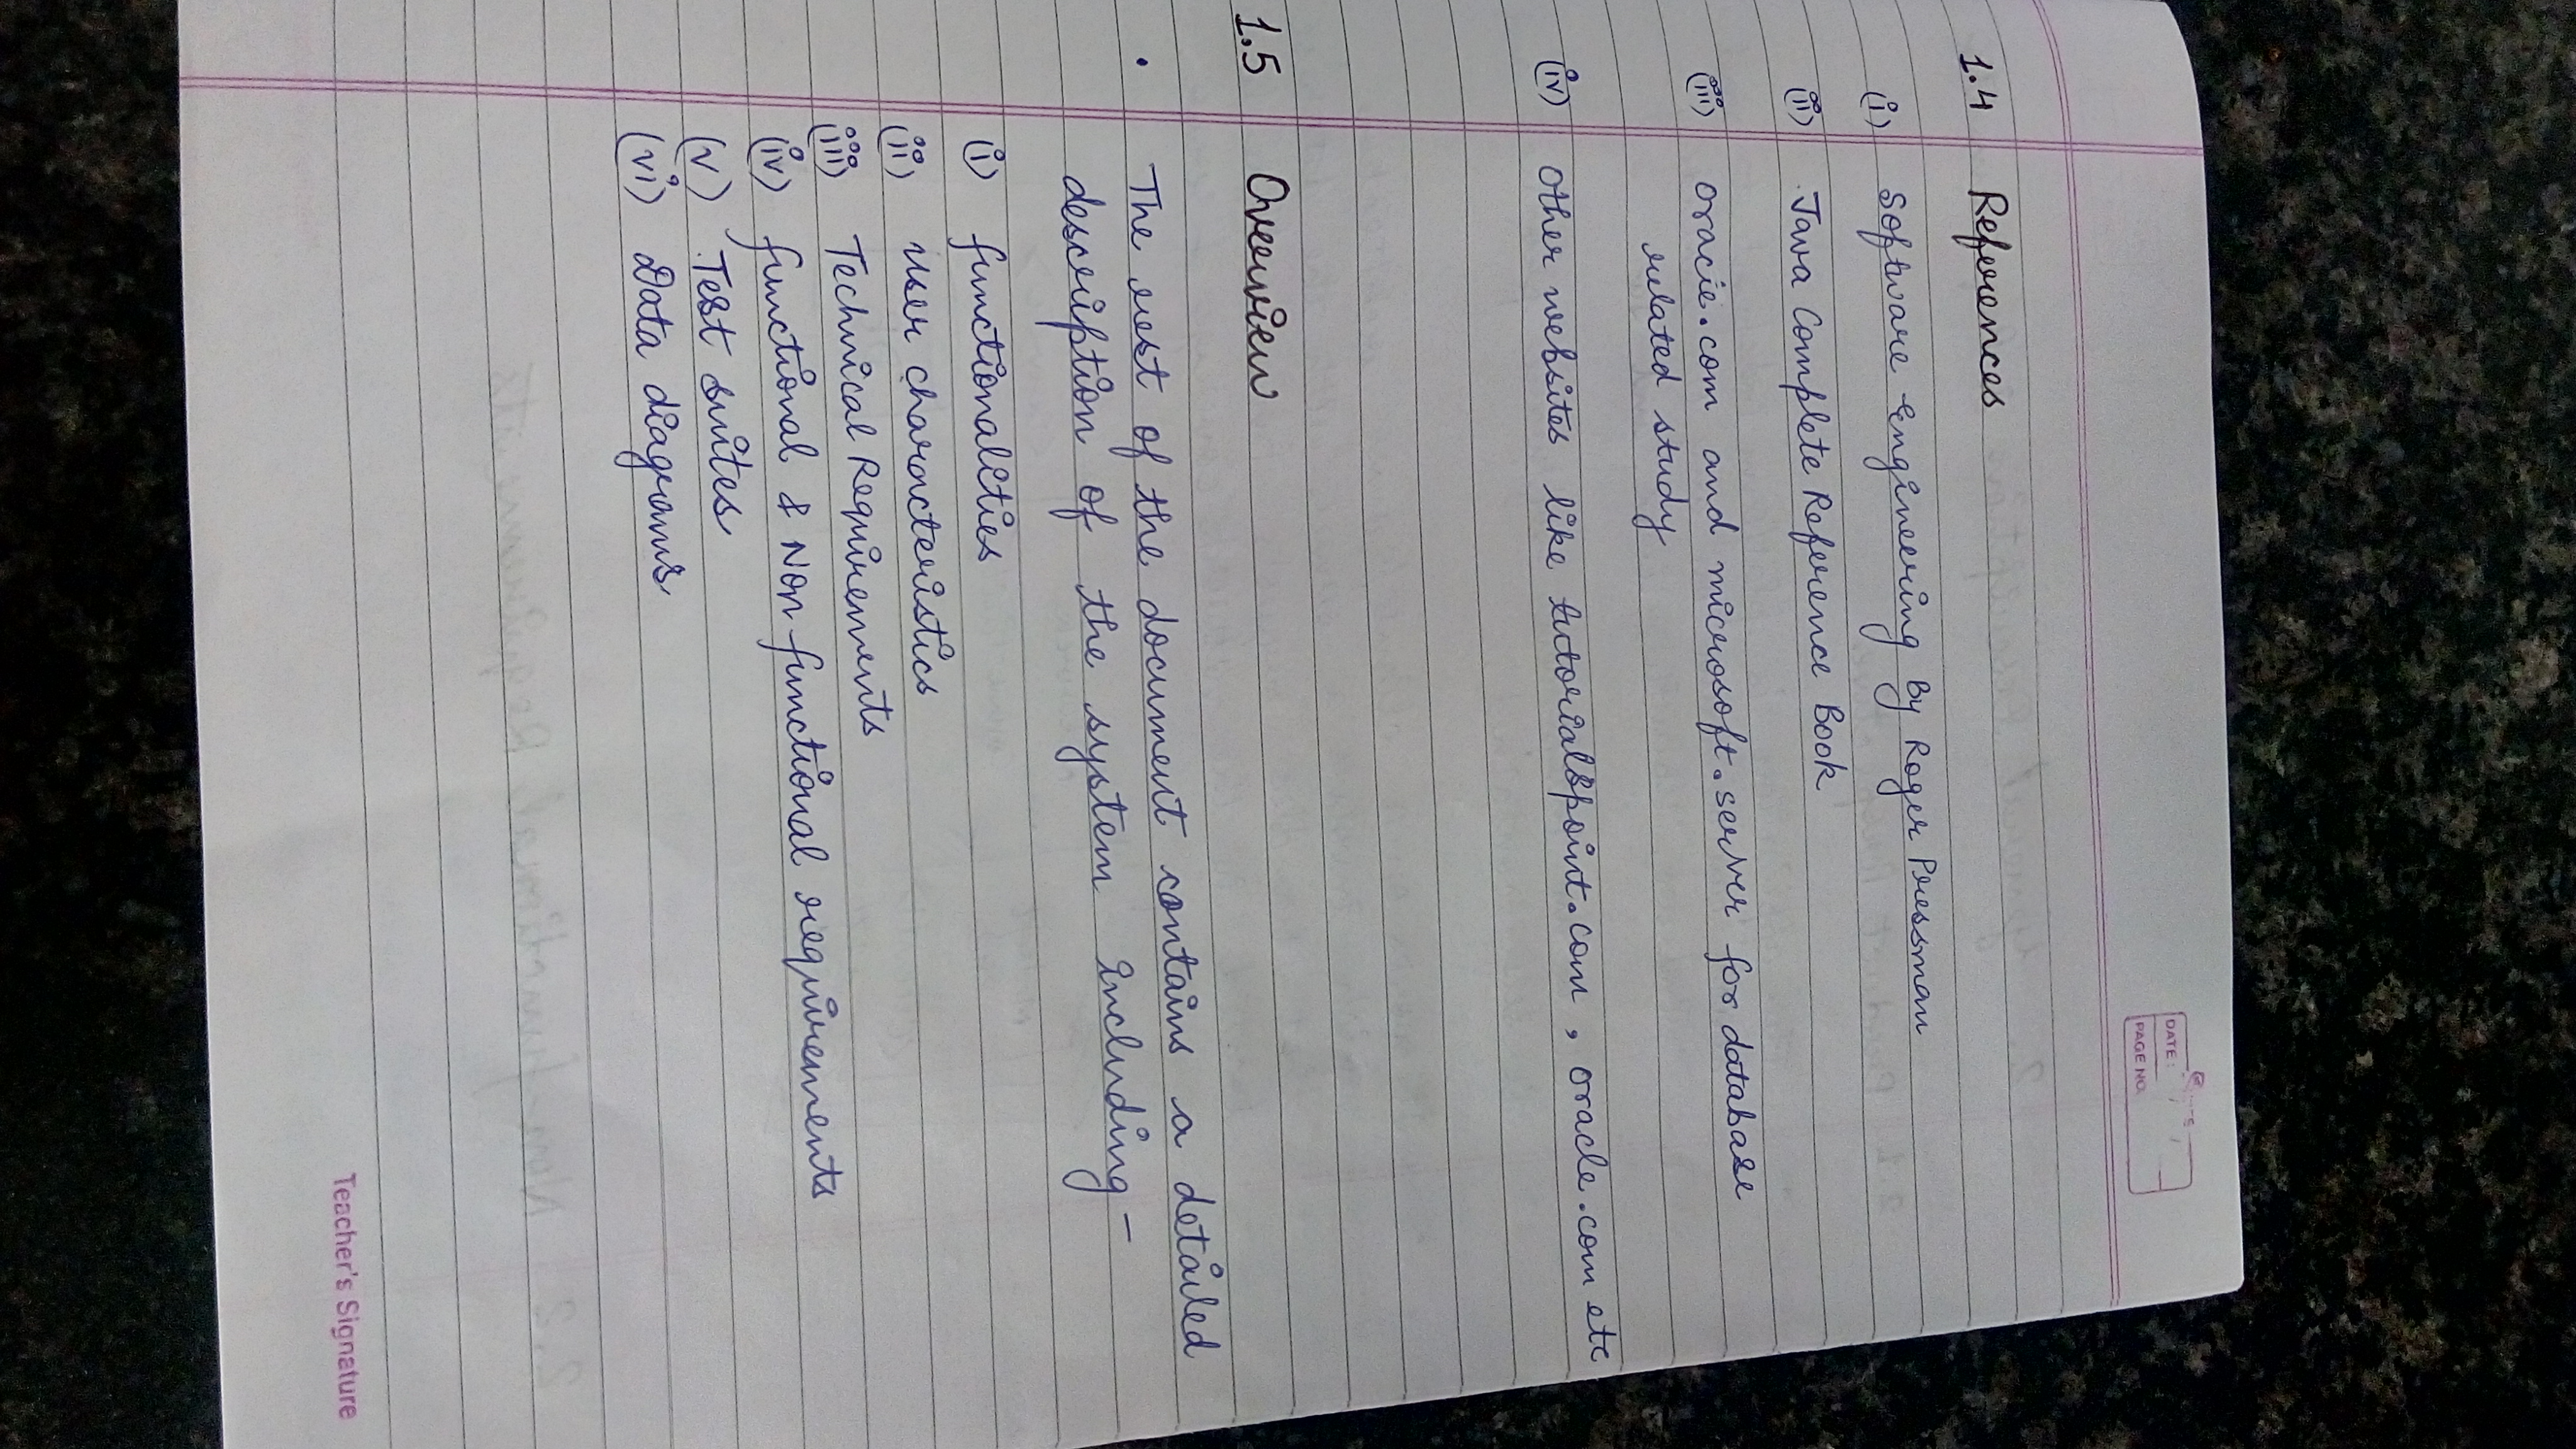 DATE:
PAGE NO.
1.4 References
(i) Software Engineering By Roger Pressman
(ii) Java Complete Reference Book
(iii) oracie.com and microsoft.server for database
related study
(iv) Other websites like tutorialspoint.com , oracle.com etc
1.5 Overview
• The rest of the document contains a detailed
description of the system including -
(i) functionalities
(ii) user characteristics
(iii) Technical Requirements
(iv) functional & Non functional requirements
(v) Test suites
(vi) Data diagrams
Teacher's Signature